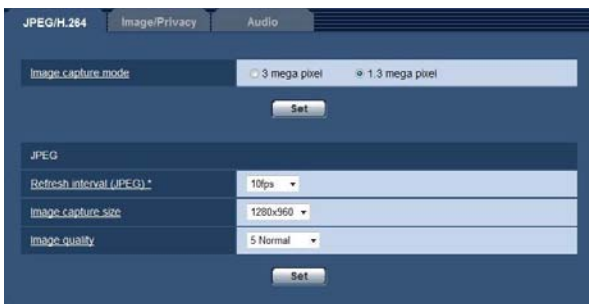 JPEG/H.264 Image/Privacy Audio
Image capture mode 3 mega pixel 1.3 mega pixel
Set
JPEG
Refresh interval (JPEG) * 10fps
Image capture size 1280x960
Image quality 5 Normal
Set